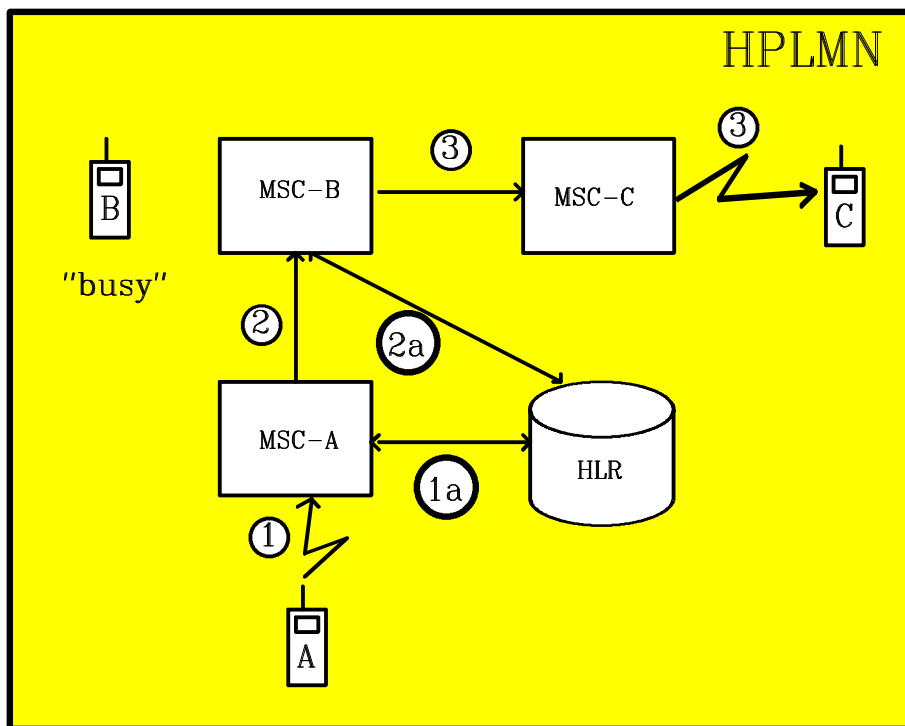 HPLMN
3
3
MSC-B
MSC-C
B
C
"busy"
2
2a
MSC-A
HLR
1a
1
A